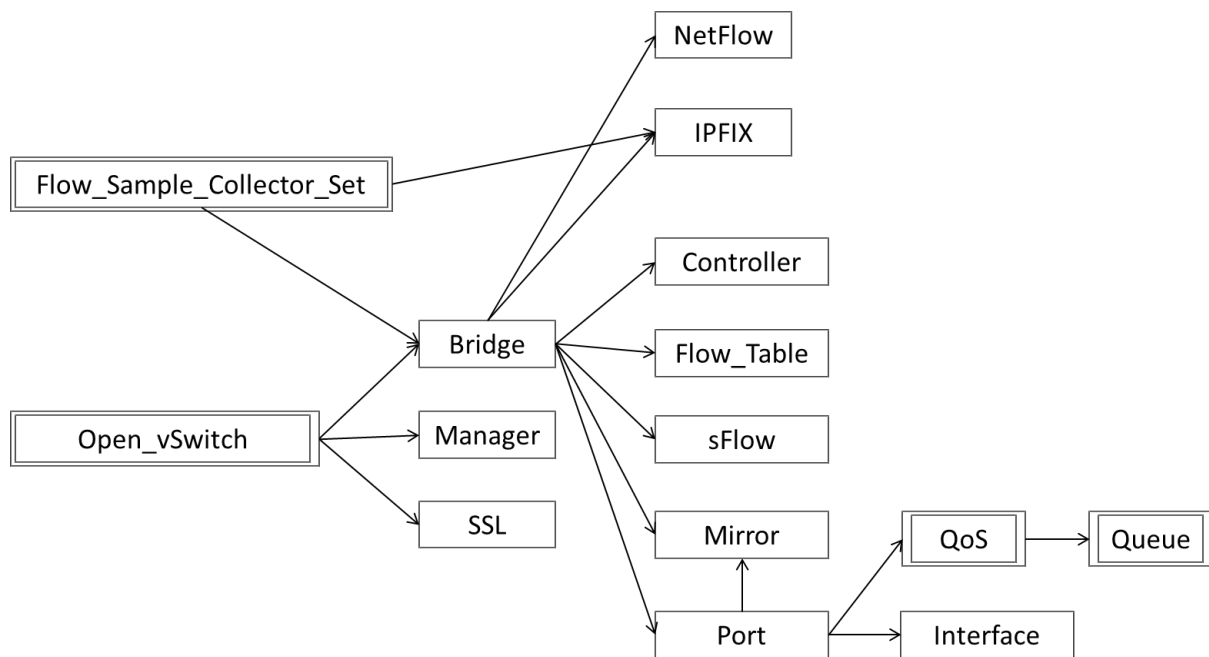 NetFlow
IPFIX
Flow_Sample_Collector_Set
Controller
Bridge
Flow_Table
Open_vSwitch
Manager
sFlow
SSL
Mirror
QoS
Queue
Port
Interface